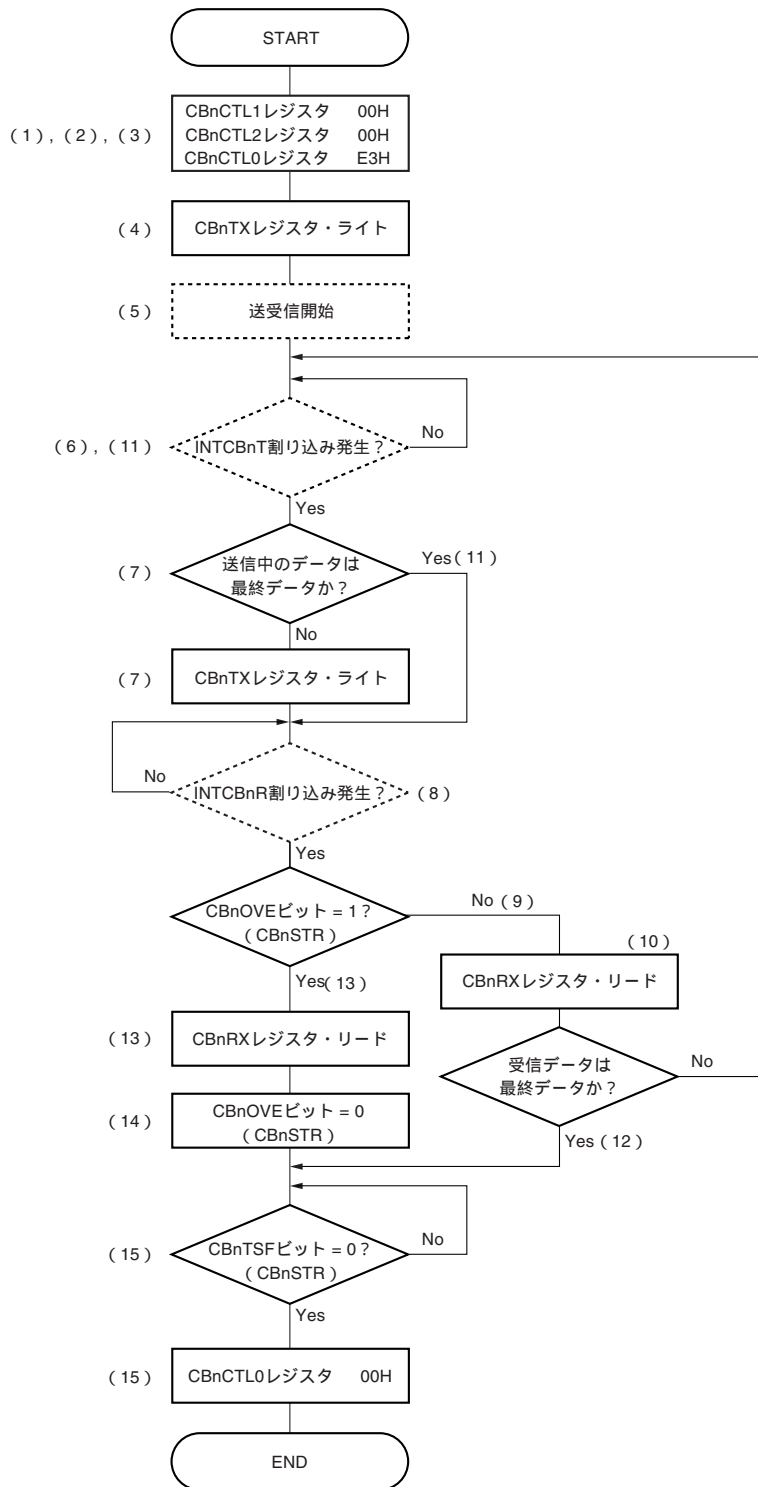 START
(1), (2), (3)
CBnCTL1レジスタ 00H
CBnCTL2レジスタ 00H
CBnCTL0レジスタ E3H
(4)
CBnTXレジスタ・ライト
(5)
送受信開始
(6), (11)
INTCBnT割り込み発生?
No
Yes
(7)
送信中のデータは
最終データか?
Yes(11)
No
(7)
CBnTXレジスタ・ライト
No
INTCBnR割り込み発生?
(8)
Yes
CBnOVEビット = 1?
(CBnSTR)
No(9)
Yes(13)
(10)
CBnRXレジスタ・リード
(13)
CBnRXレジスタ・リード
受信データは
最終データか?
No
(14)
CBnOVEビット = 0
(CBnSTR)
Yes(12)
(15)
CBnTSFビット = 0?
(CBnSTR)
No
Yes
(15)
CBnCTL0レジスタ 00H
END